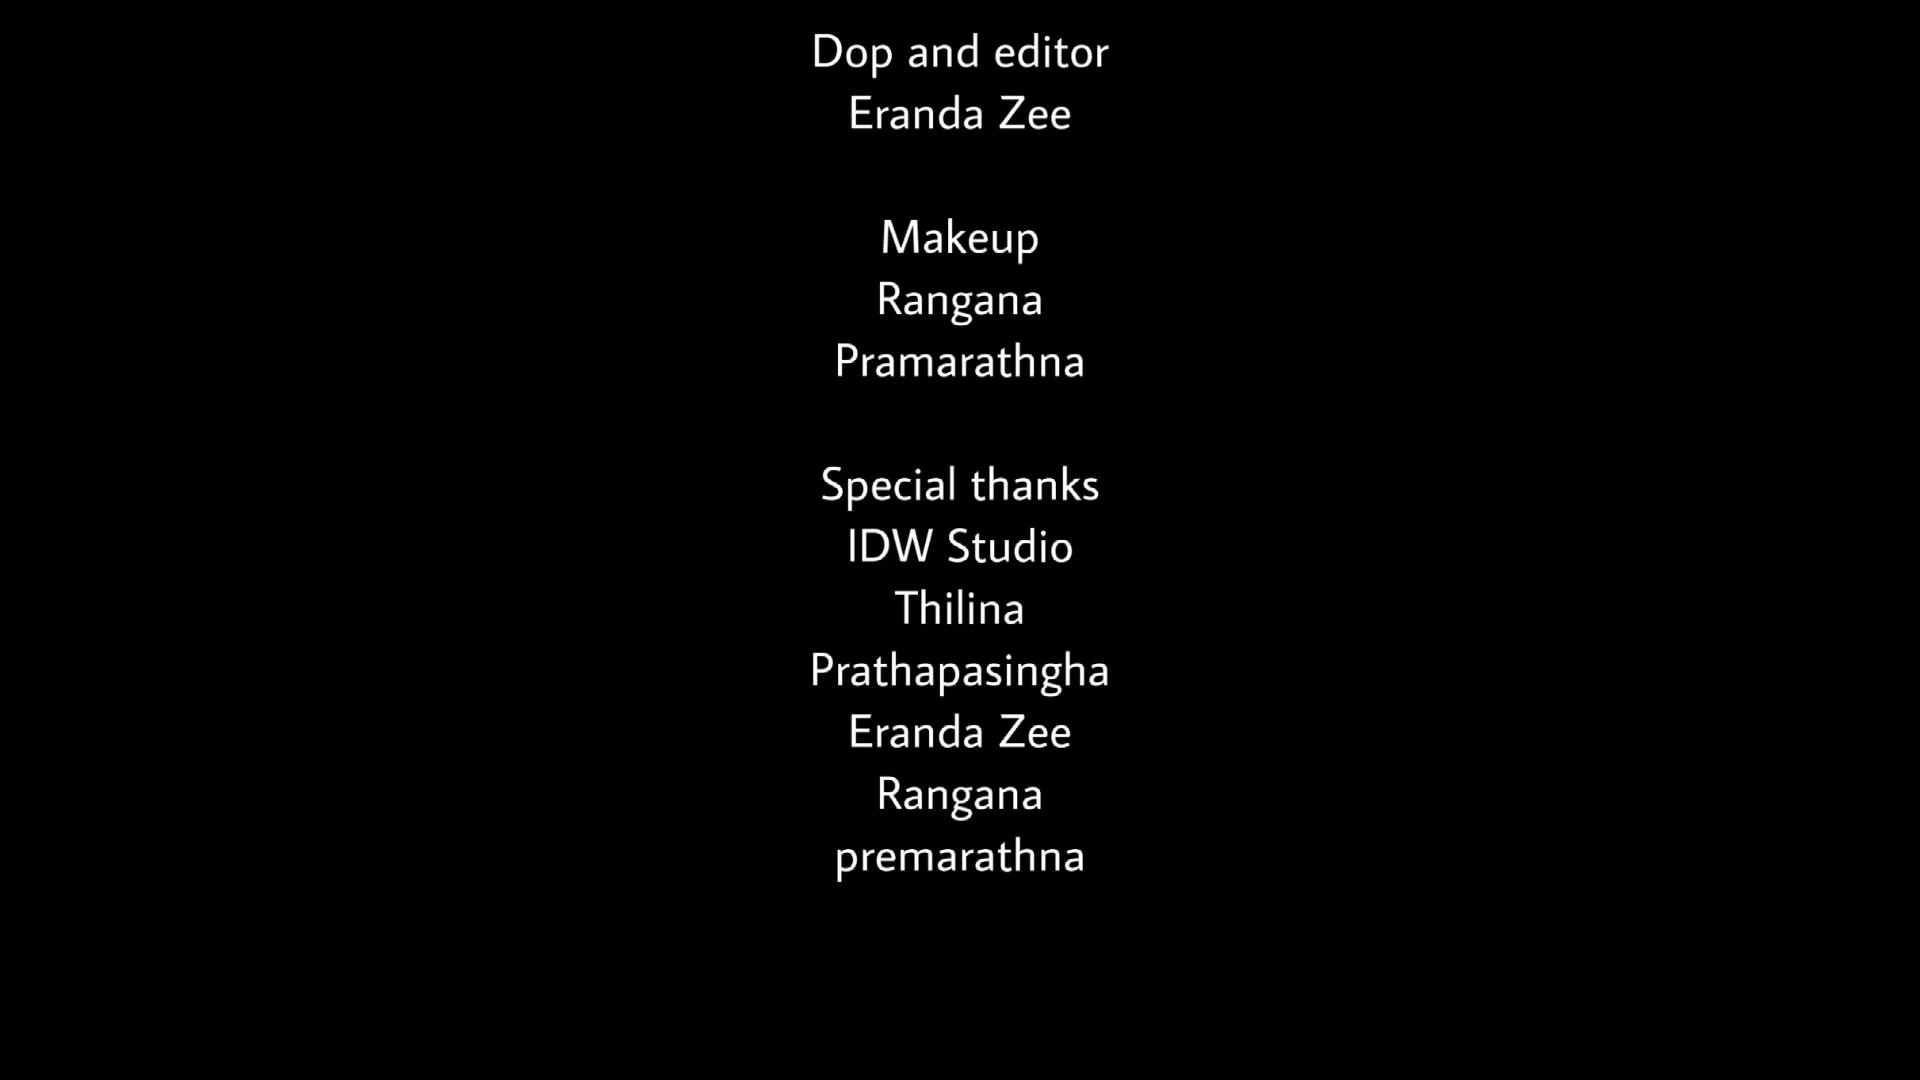 Dop and editor
Eranda Zee
Makeup
Rangana
Pramarathna
Special thanks
IDW Studio
Thilina
Prathapasingha
Eranda Zee
Rangana
premarathna